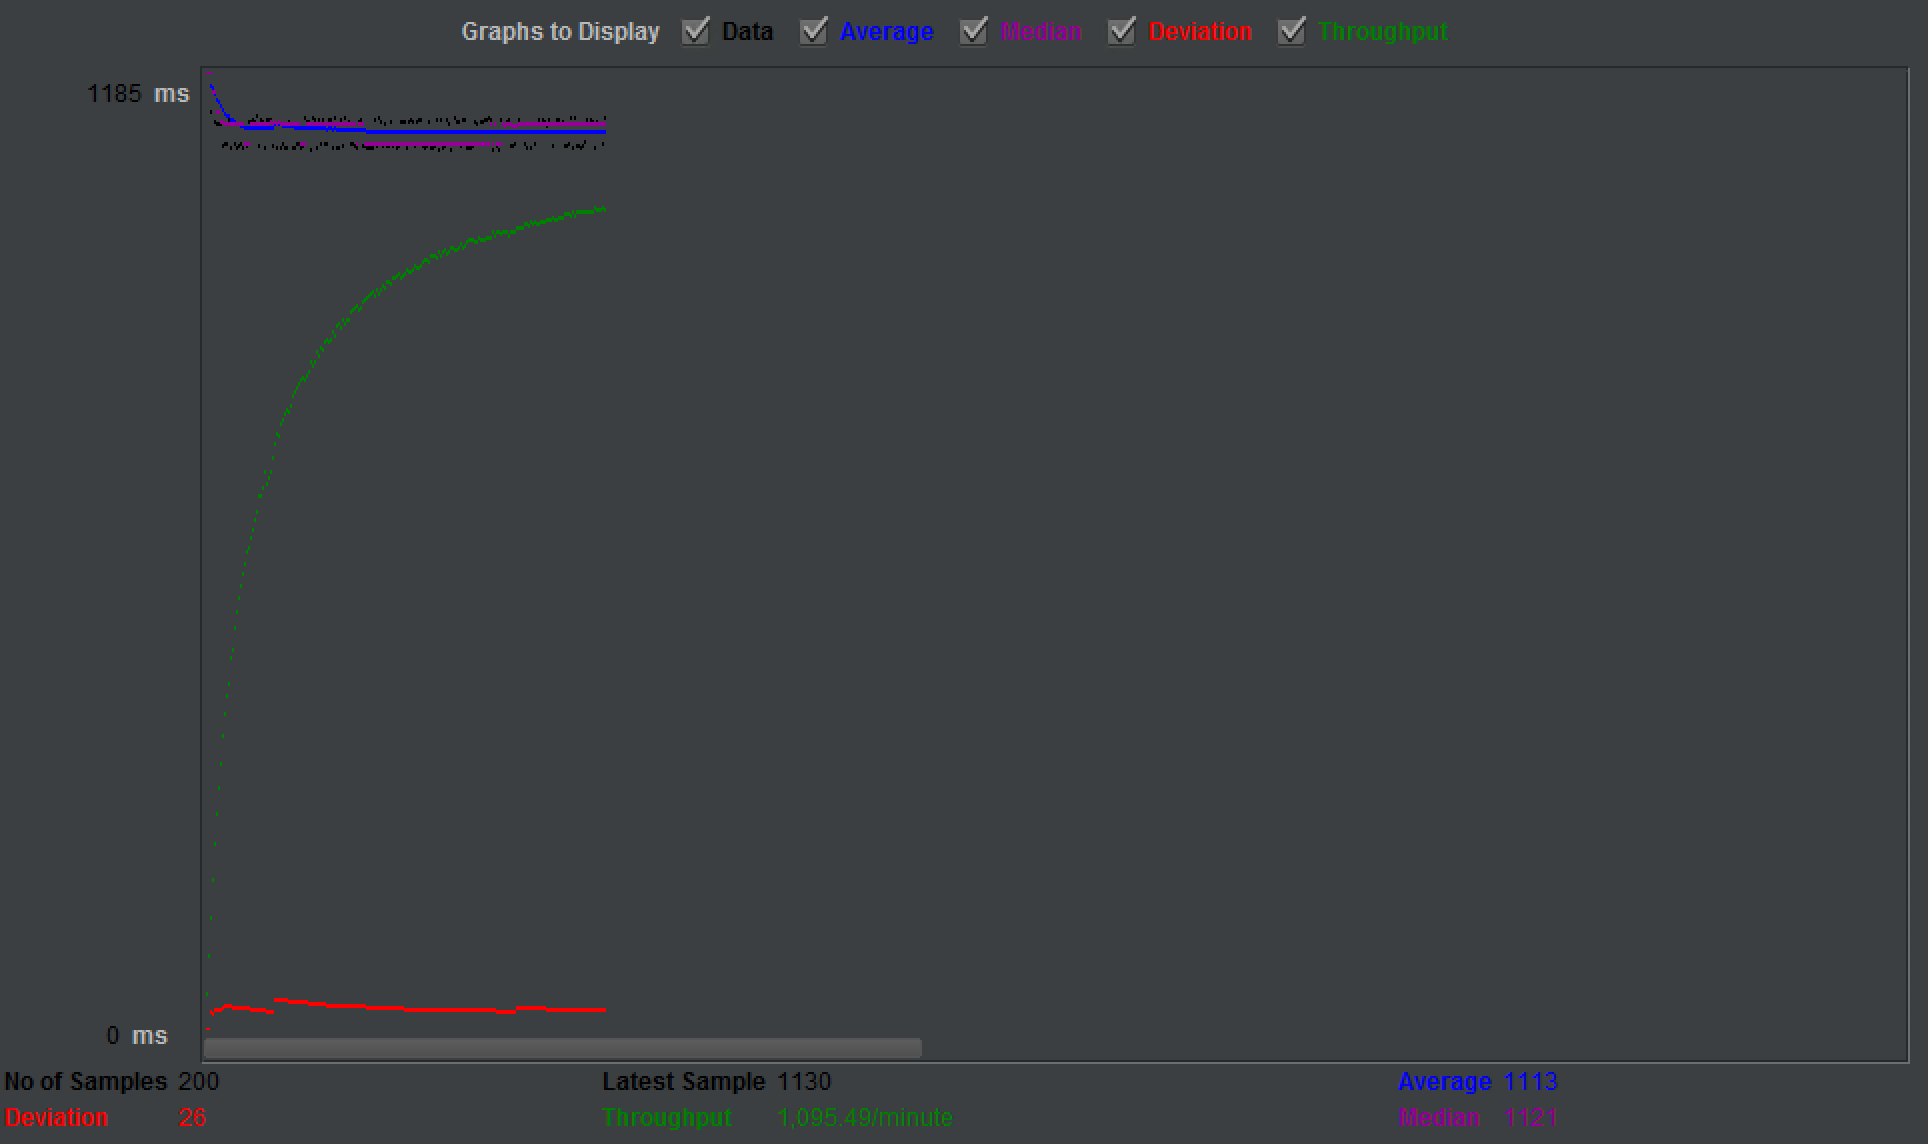 Graphs to Display Data Average Median Deviation Throughput
1185 ms
0 ms
No of Samples 200 Latest Sample 1130 Average 1113
Deviation 26 Throughput 1,095.49/minute Median 1121